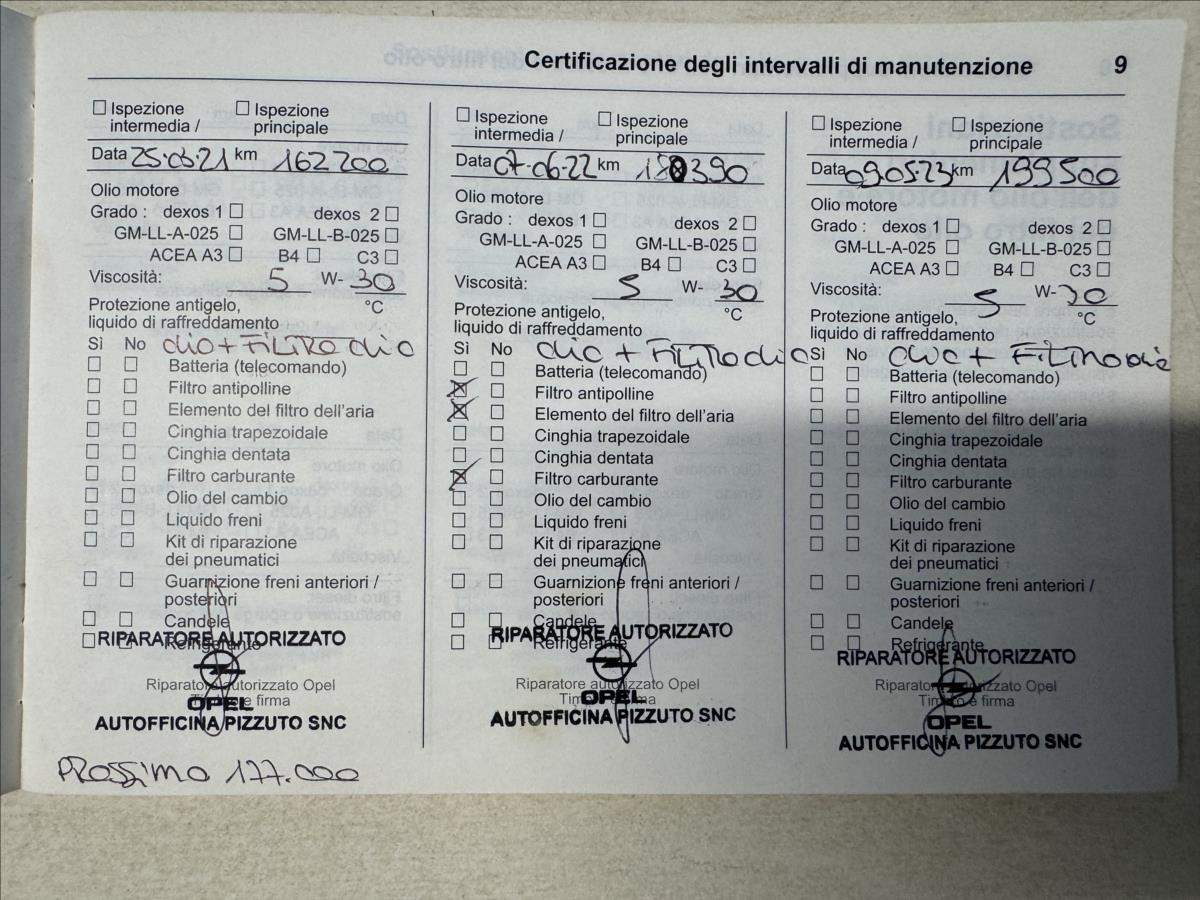 Certificazione degli intervalli di manutenzione 9
Ispezione intermedia / Ispezione principale
Data 25.06.21 km 162200
Olio motore
Grado : dexos 1 dexos 2
GM-LL-A-025 GM-LL-B-025
ACEA A3 B4 C3
Viscosità: 5 W- 30
Protezione antigelo, °C
liquido di raffreddamento
Sì No olio + FILTRO olio
Batteria (telecomando)
Filtro antipolline
Elemento del filtro dell'aria
Cinghia trapezoidale
Cinghia dentata
Filtro carburante
Olio del cambio
Liquido freni
Kit di riparazione
dei pneumatici
Guarnizione freni anteriori /
posteriori
Candele
Refrigerante
RIPARATORE AUTORIZZATO
Riparatore autorizzato Opel
Timbro e firma
OPEL
AUTOFFICINA PIZZUTO SNC
PROSSIMO 177.000
Ispezione intermedia / Ispezione principale
Data 07-06-22 km 180390
Olio motore
Grado : dexos 1 dexos 2
GM-LL-A-025 GM-LL-B-025
ACEA A3 B4 C3
Viscosità: 5 W- 30
Protezione antigelo, °C
liquido di raffreddamento
Sì No olio + FILTRO olio
Batteria (telecomando)
Filtro antipolline
Elemento del filtro dell'aria
Cinghia trapezoidale
Cinghia dentata
Filtro carburante
Olio del cambio
Liquido freni
Kit di riparazione
dei pneumatici
Guarnizione freni anteriori /
posteriori
Candele
Refrigerante
RIPARATORE AUTORIZZATO
Riparatore autorizzato Opel
Timbro e firma
OPEL
AUTOFFICINA PIZZUTO SNC
Ispezione intermedia / Ispezione principale
Data 09.05.23 km 199500
Olio motore
Grado : dexos 1 dexos 2
GM-LL-A-025 GM-LL-B-025
ACEA A3 B4 C3
Viscosità: 5 W- 30
Protezione antigelo, °C
liquido di raffreddamento
Sì No olio + FILTRO olio
Batteria (telecomando)
Filtro antipolline
Elemento del filtro dell'aria
Cinghia trapezoidale
Cinghia dentata
Filtro carburante
Olio del cambio
Liquido freni
Kit di riparazione
dei pneumatici
Guarnizione freni anteriori /
posteriori
Candele
Refrigerante
RIPARATORE AUTORIZZATO
Riparatore autorizzato Opel
Timbro e firma
OPEL
AUTOFFICINA PIZZUTO SNC